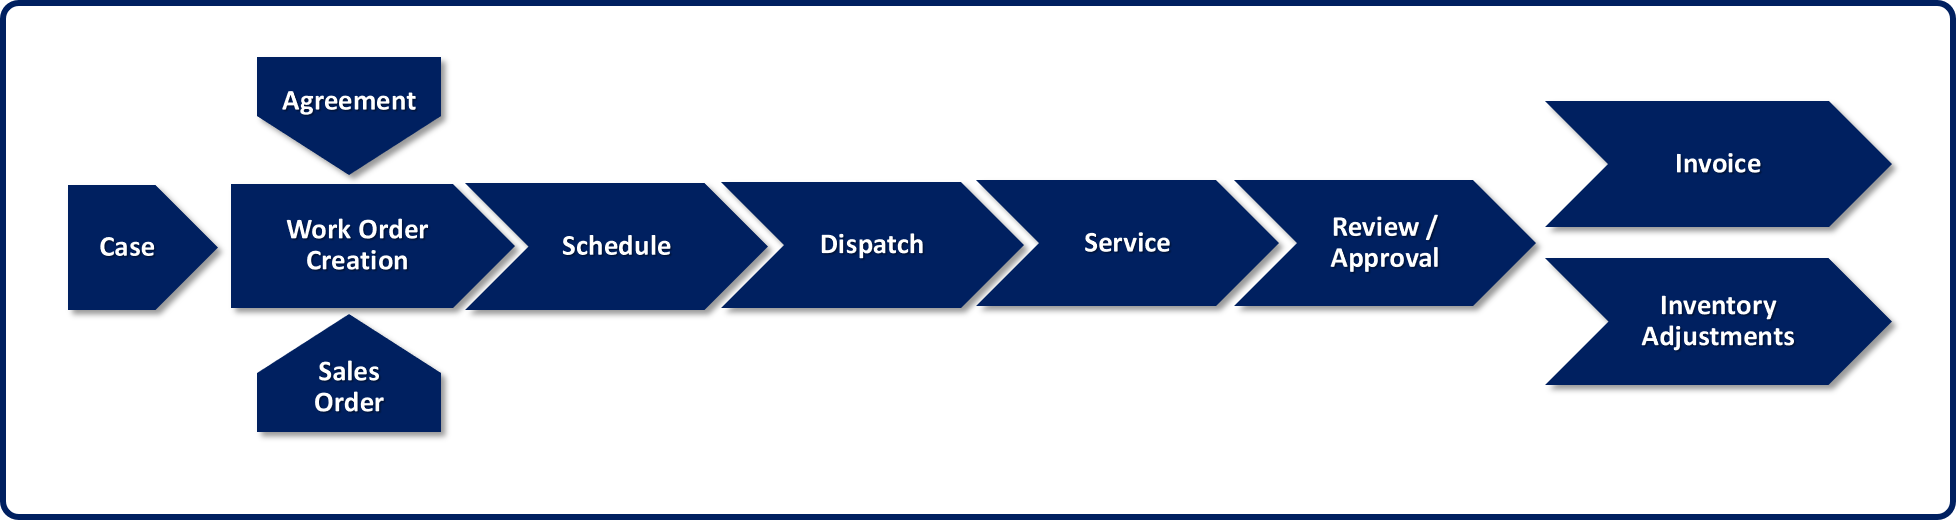 Agreement
Case
Work Order
Creation
Schedule
Dispatch
Service
Review /
Approval
Invoice
Inventory
Adjustments
Sales
Order